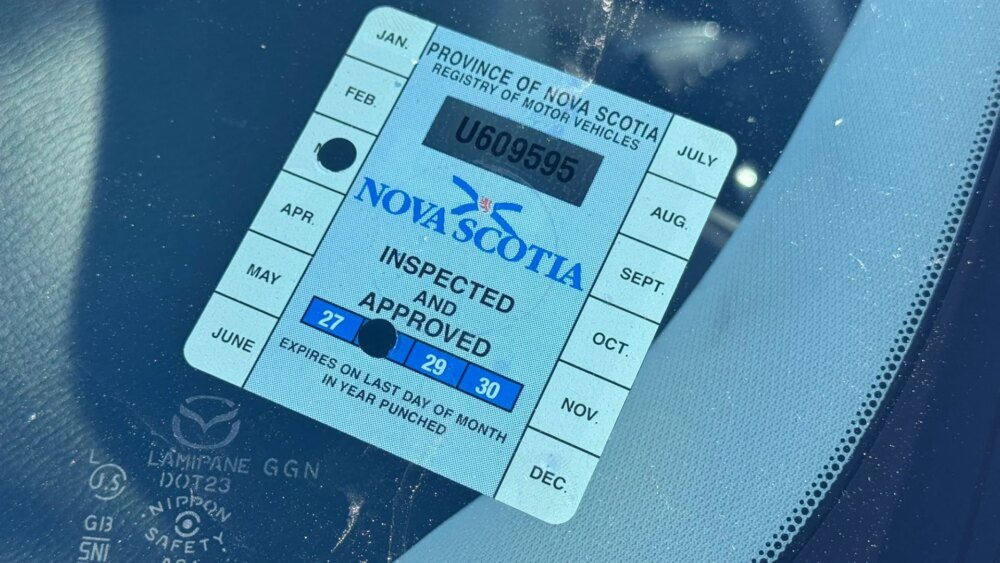 JAN.
FEB.
APR.
MAY
JUNE
PROVINCE OF NOVA SCOTIA
REGISTRY OF MOTOR VEHICLES
U609595
NOVA SCOTIA
INSPECTED
AND
APPROVED
27 29 30
EXPIRES ON LAST DAY OF MONTH
IN YEAR PUNCHED
JULY
AUG.
SEPT.
OCT.
NOV.
DEC.
LAMIPANE GGN
DOT23
NIPPON
SAFETY
US
GB
SNI